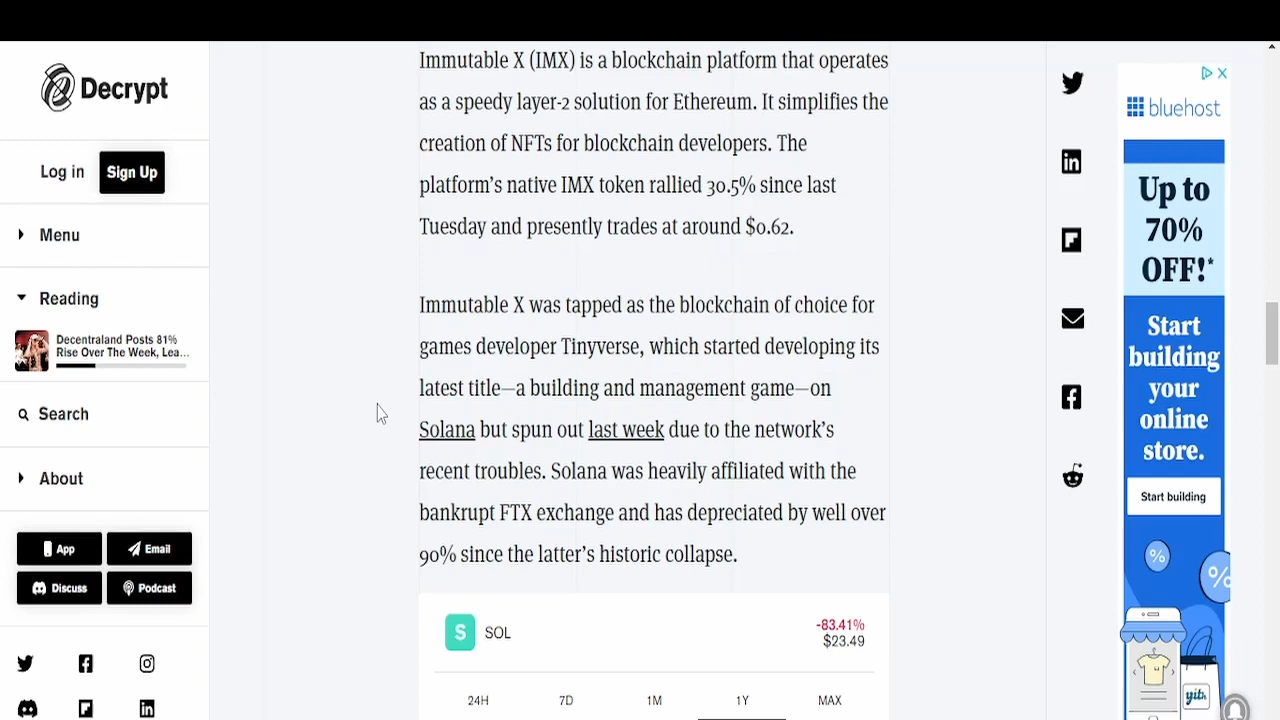 Decrypt
Log in
Sign Up
Menu
Reading
Decentraland Posts 81%
Rise Over The Week, Lea...
Search
About
App
Email
Discuss
Podcast
Immutable X (IMX) is a blockchain platform that operates
as a speedy layer-2 solution for Ethereum. It simplifies the
creation of NFTs for blockchain developers. The
platform’s native IMX token rallied 30.5% since last
Tuesday and presently trades at around $0.62.
Immutable X was tapped as the blockchain of choice for
games developer Tinyverse, which started developing its
latest title—a building and management game—on
Solana but spun out last week due to the network’s
recent troubles. Solana was heavily affiliated with the
bankrupt FTX exchange and has depreciated by well over
90% since the latter’s historic collapse.
S SOL
-83.41%
$23.49
24H 7D 1M 1Y MAX
bluehost
Up to
70%
OFF!*
Start
building
your
online
store.
Start building
%
%
yith